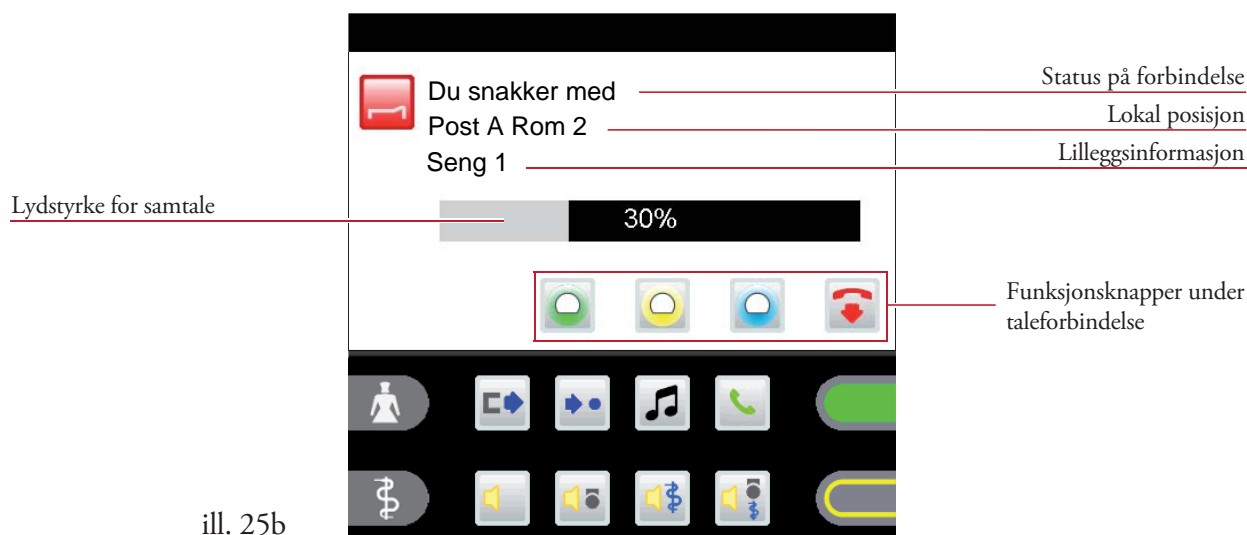 Du snakker med
Status på forbindelse
Post A Rom 2
Lokal posisjon
Seng 1
Lilleggsinformasjon
Lydstyrke for samtale
30%
Funksjonsknapper under
taleforbindelse
ill. 25b